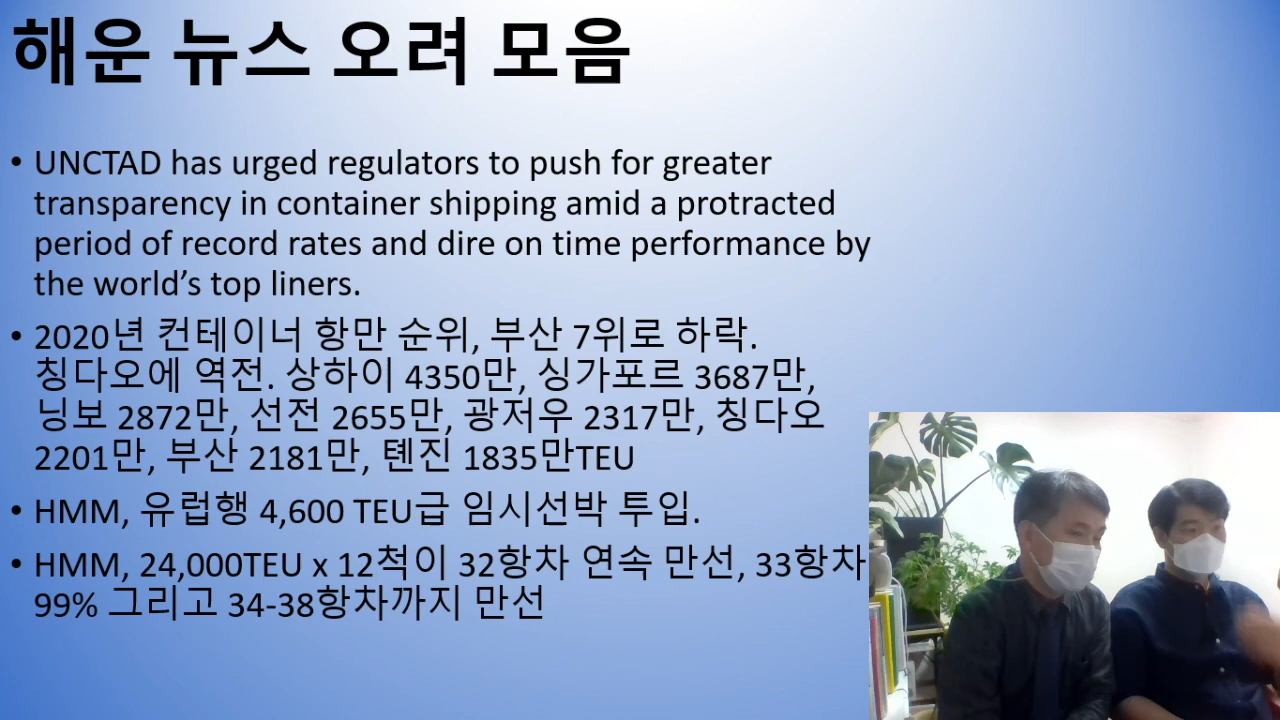 해운 뉴스 오려 모음
• UNCTAD has urged regulators to push for greater
transparency in container shipping amid a protracted
period of record rates and dire on time performance by
the world’s top liners.
• 2020년 컨테이너 항만 순위, 부산 7위로 하락.
칭다오에 역전. 상하이 4350만, 싱가포르 3687만,
닝보 2872만, 선전 2655만, 광저우 2317만, 칭다오
2201만, 부산 2181만, 톈진 1835만TEU
• HMM, 유럽행 4,600 TEU급 임시선박 투입.
• HMM, 24,000TEU x 12척이 32항차 연속 만선, 33항차
99% 그리고 34-38항차까지 만선